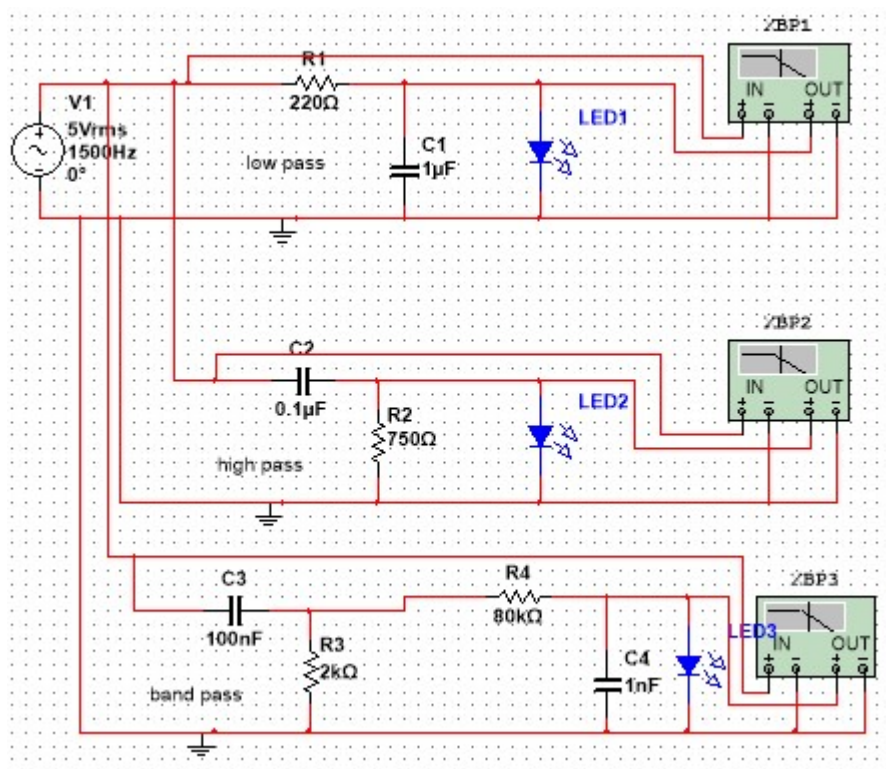 XBP1
R1
IN OUT
V1
220Ω
LED1
5Vrms
1500Hz
0°
C1
1µF
low pass
XBP2
C2
IN OUT
0.1µF
LED2
R2
750Ω
high pass
R4
XBP3
C3
80kΩ
100nF
LED3
IN OUT
R3
2kΩ
C4
1nF
band pass